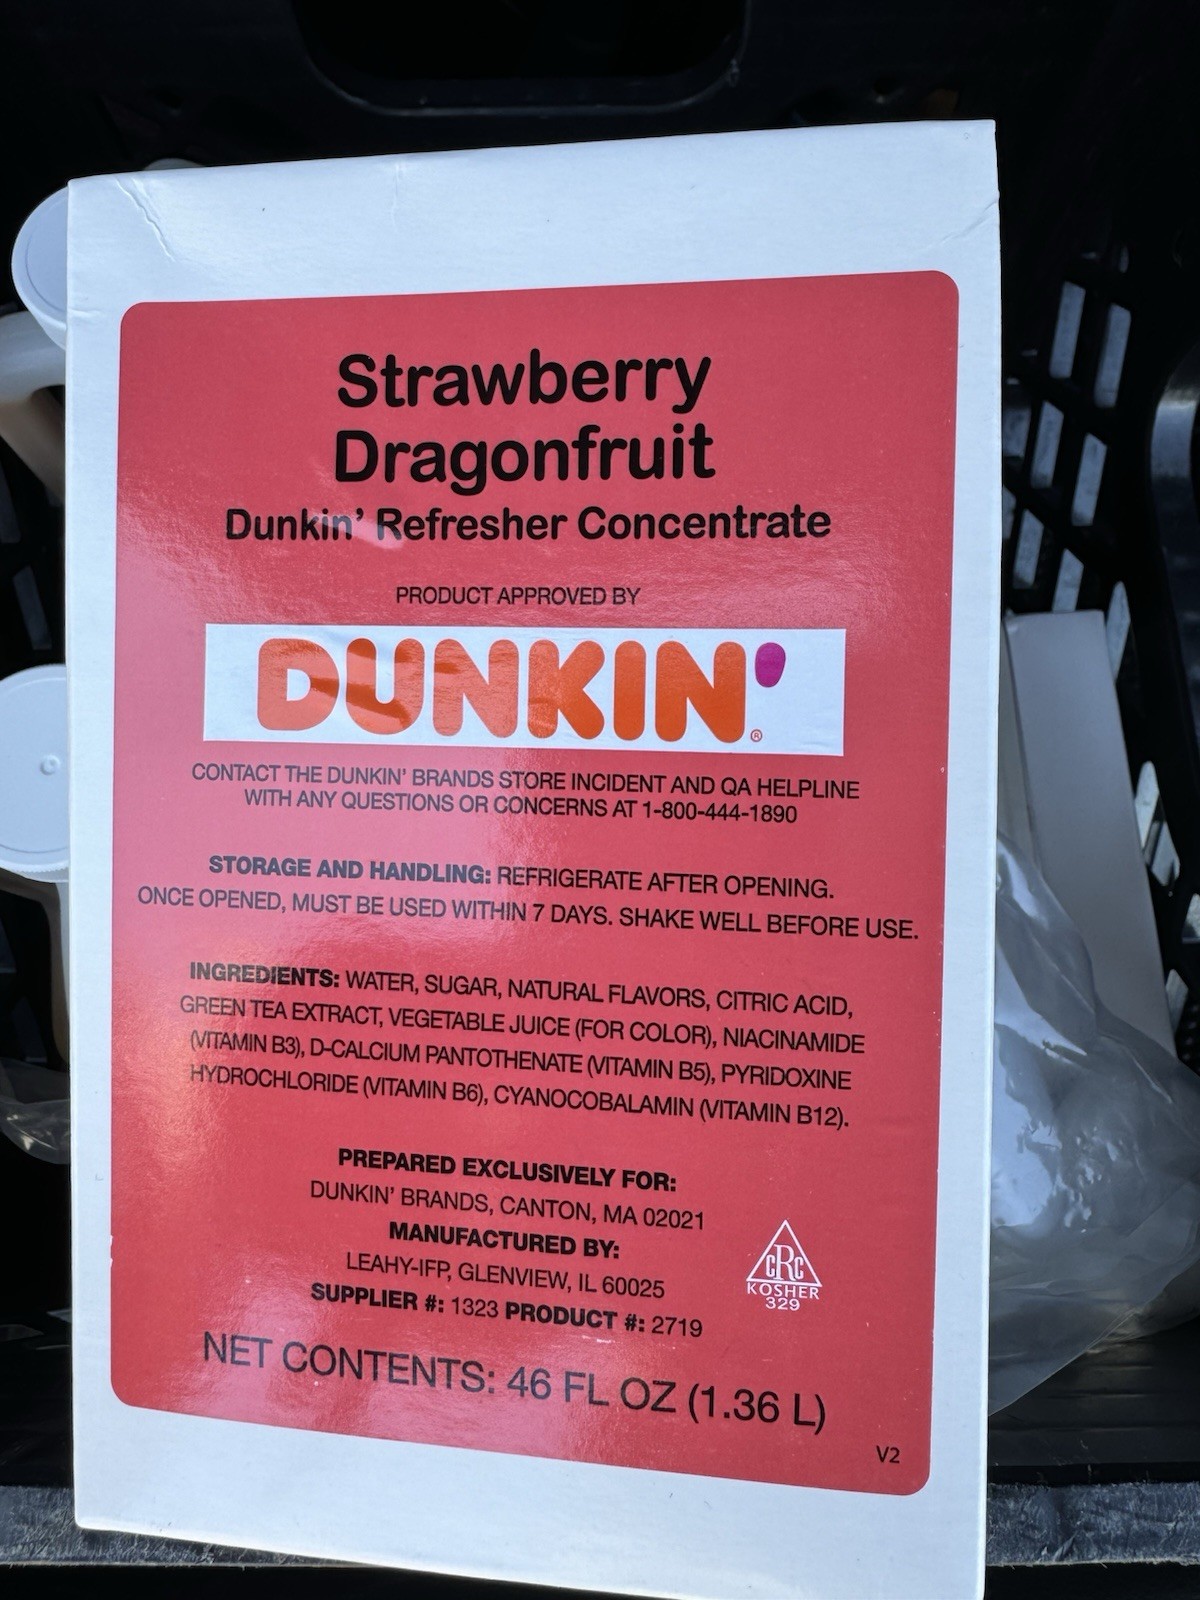 Strawberry
Dragonfruit
Dunkin' Refresher Concentrate
PRODUCT APPROVED BY
DUNKIN'®
CONTACT THE DUNKIN' BRANDS STORE INCIDENT AND QA HELPLINE
WITH ANY QUESTIONS OR CONCERNS AT 1-800-444-1890
STORAGE AND HANDLING: REFRIGERATE AFTER OPENING.
ONCE OPENED, MUST BE USED WITHIN 7 DAYS. SHAKE WELL BEFORE USE.
INGREDIENTS: WATER, SUGAR, NATURAL FLAVORS, CITRIC ACID,
GREEN TEA EXTRACT, VEGETABLE JUICE (FOR COLOR), NIACINAMIDE
(VITAMIN B3), D-CALCIUM PANTOTHENATE (VITAMIN B5), PYRIDOXINE
HYDROCHLORIDE (VITAMIN B6), CYANOCOBALAMIN (VITAMIN B12).
PREPARED EXCLUSIVELY FOR:
DUNKIN' BRANDS, CANTON, MA 02021
MANUFACTURED BY:
LEAHY-IFP, GLENVIEW, IL 60025
SUPPLIER #: 1323 PRODUCT #: 2719
cRc
KOSHER
329
NET CONTENTS: 46 FL OZ (1.36 L)
V2